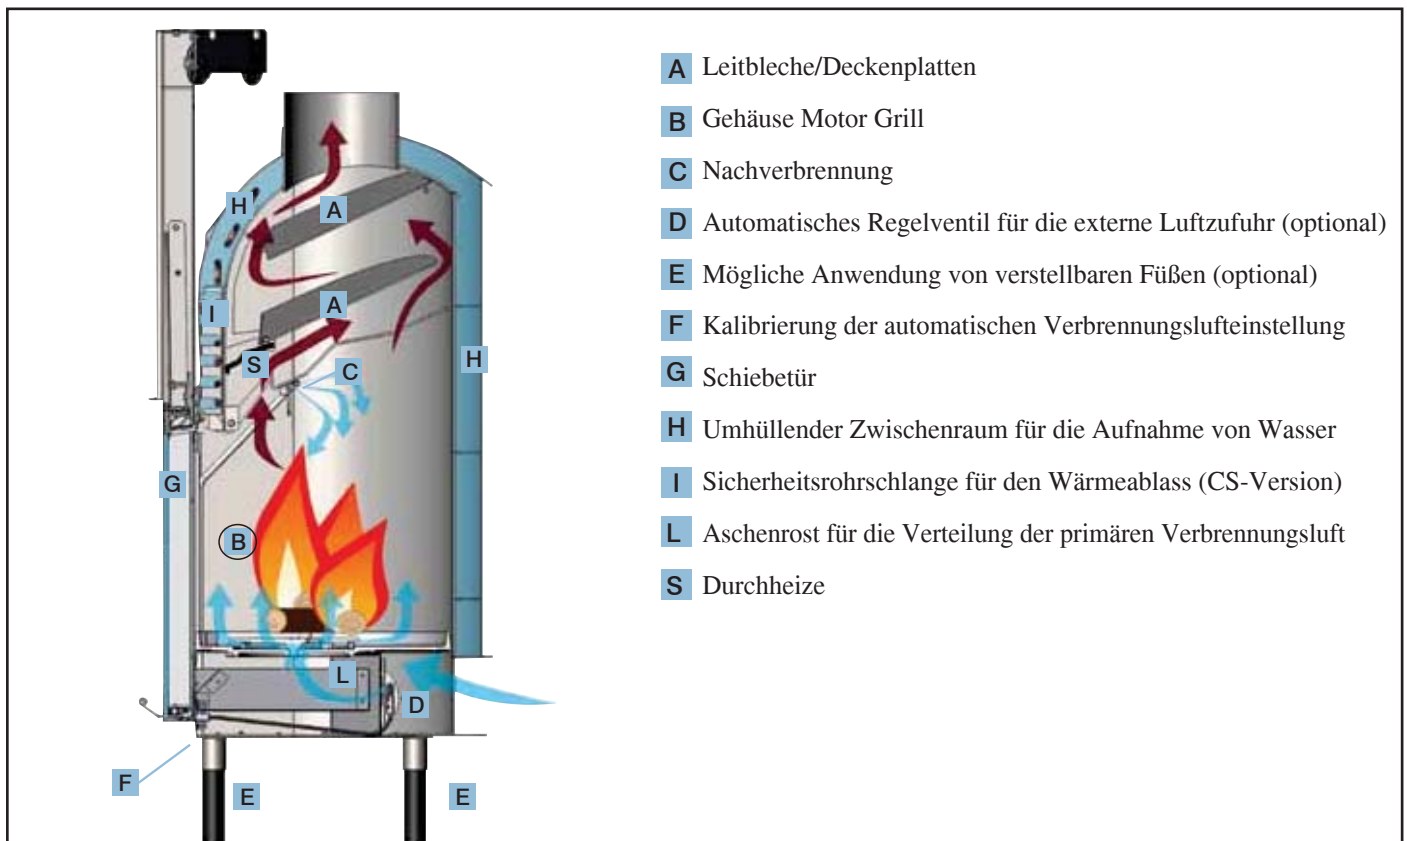 A Leitbleche/Deckenplatten
B Gehäuse Motor Grill
C Nachverbrennung
D Automatisches Regelventil für die externe Luftzufuhr (optional)
E Mögliche Anwendung von verstellbaren Füßen (optional)
F Kalibrierung der automatischen Verbrennungslufteinstellung
G Schiebetür
H Umhüllender Zwischenraum für die Aufnahme von Wasser
I Sicherheitsrohrschlange für den Wärmeablass (CS-Version)
L Aschenrost für die Verteilung der primären Verbrennungsluft
S Durchheize
H
A
I
A
S
C
H
G
B
L
D
F
E
E